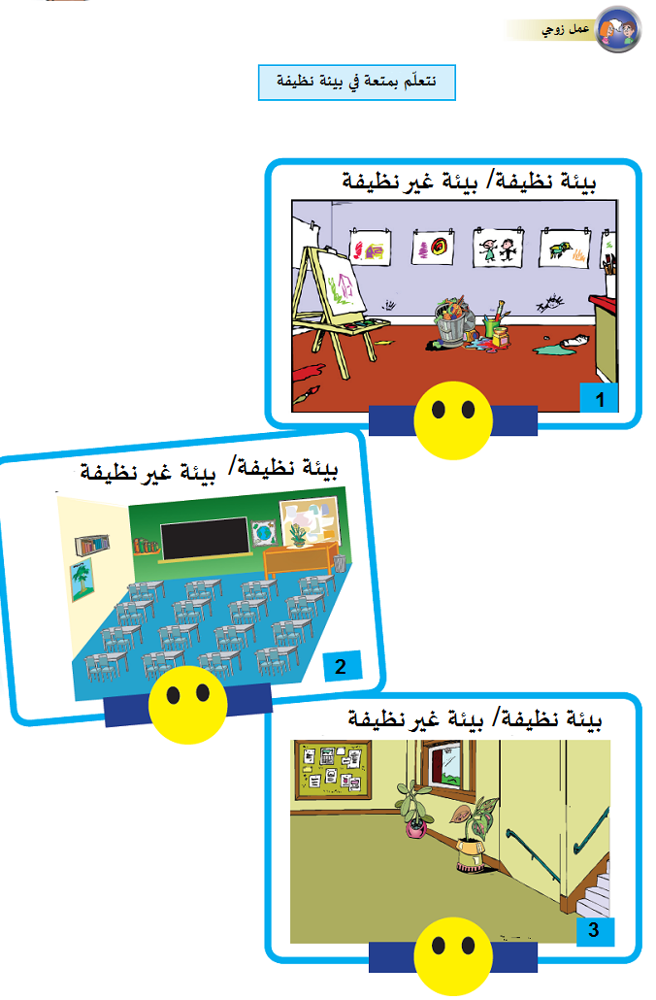 عمل زوجي
نتعلّم بمتعة في بيئة نظيفة
بيئة نظيفة/ بيئة غير نظيفة
1
بيئة نظيفة/ بيئة غير نظيفة
2
بيئة نظيفة/ بيئة غير نظيفة
3